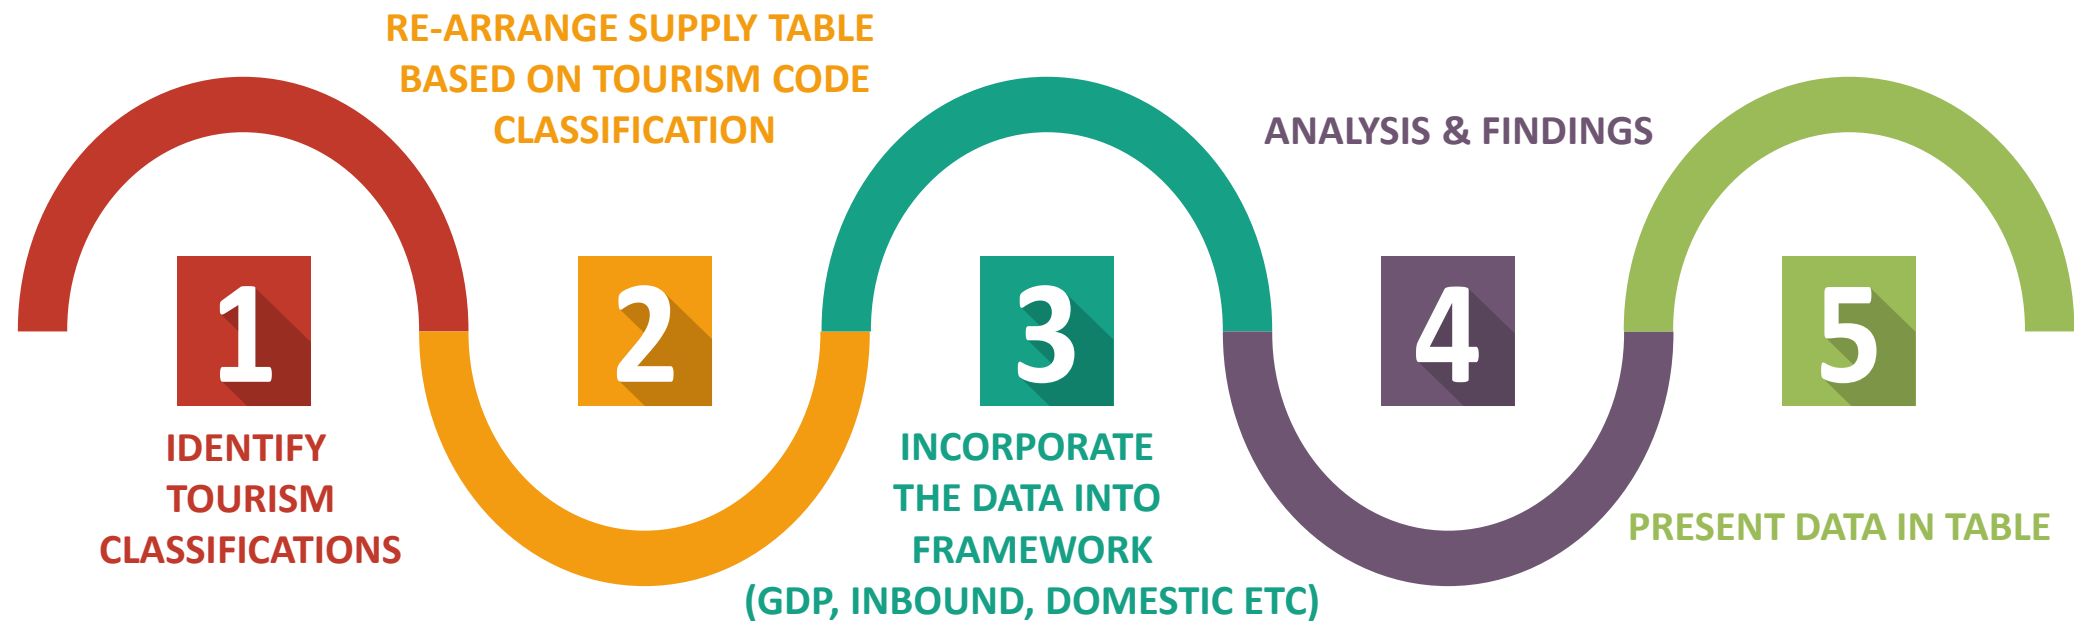 1
IDENTIFY
TOURISM
CLASSIFICATIONS
RE-ARRANGE SUPPLY TABLE
BASED ON TOURISM CODE
CLASSIFICATION
2
3
INCORPORATE
THE DATA INTO
FRAMEWORK
(GDP, INBOUND, DOMESTIC ETC)
ANALYSIS & FINDINGS
4
5
PRESENT DATA IN TABLE